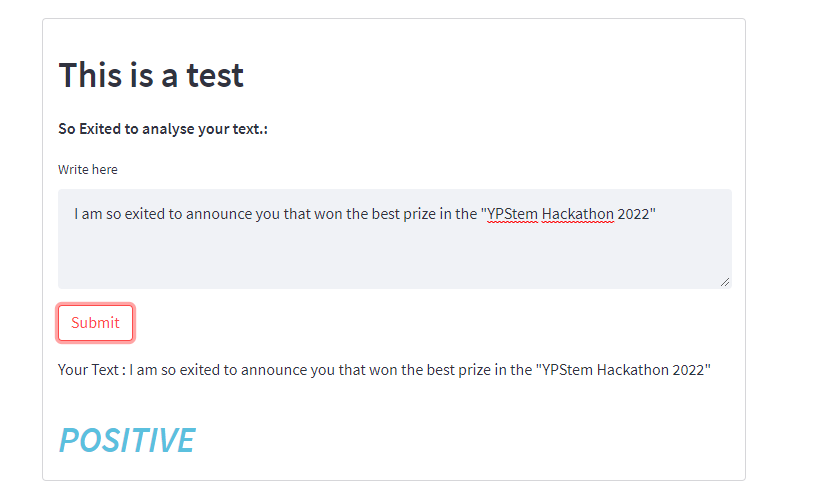 This is a test
So Exited to analyse your text.:
Write here
I am so exited to announce you that won the best prize in the "YPStem Hackathon 2022"
Submit
Your Text : I am so exited to announce you that won the best prize in the "YPStem Hackathon 2022"
POSITIVE